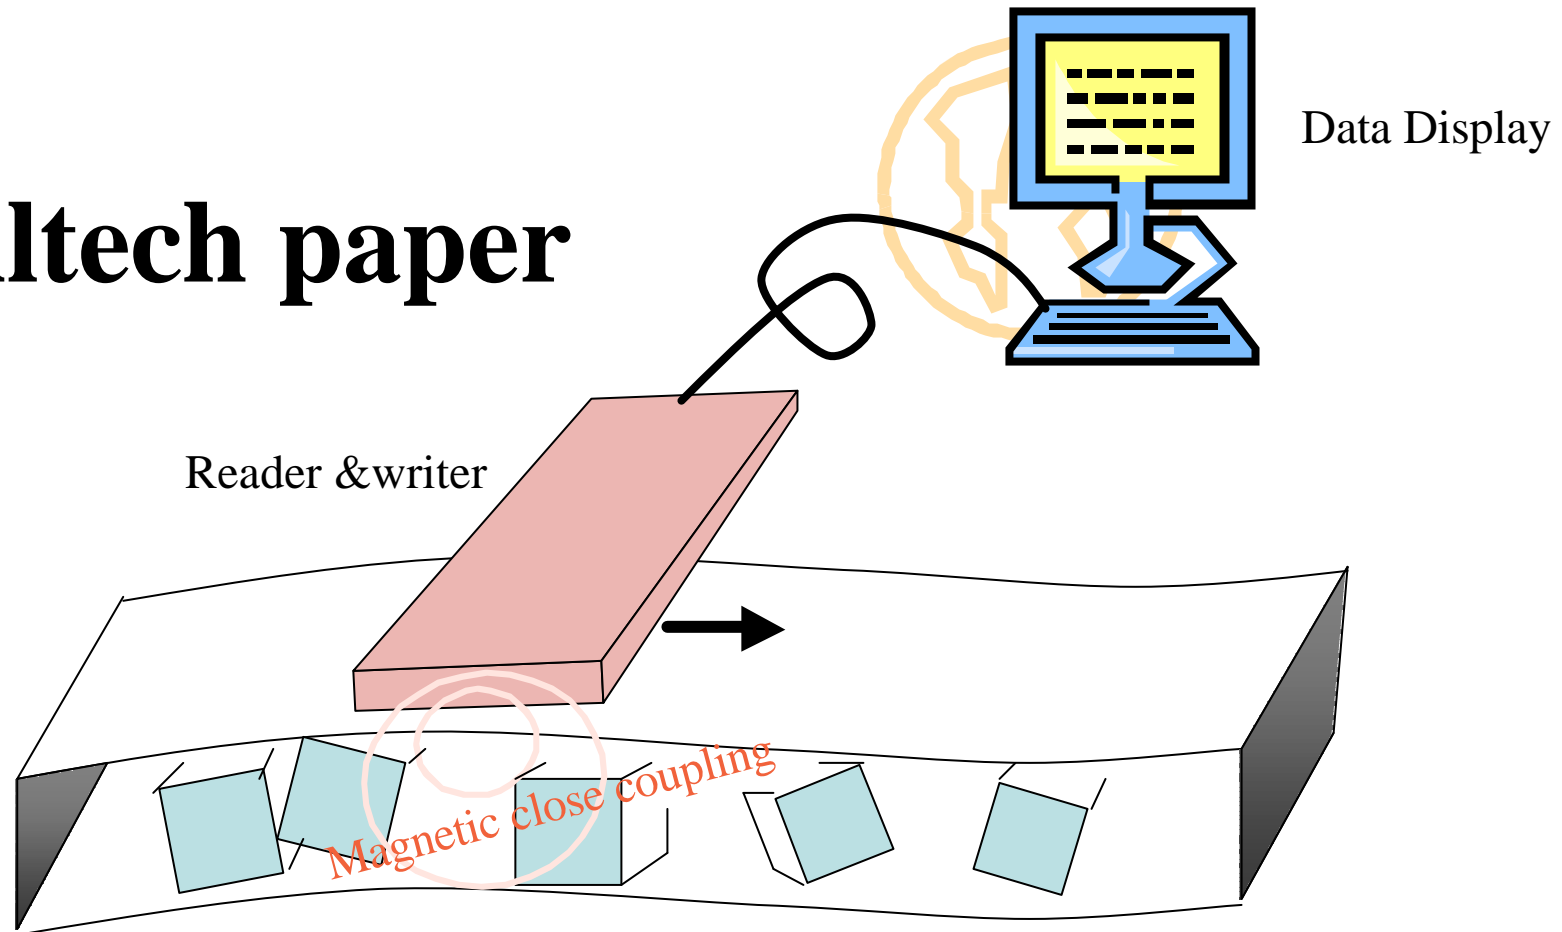 Data Display
ltech paper
Reader &writer
Magnetic close coupling